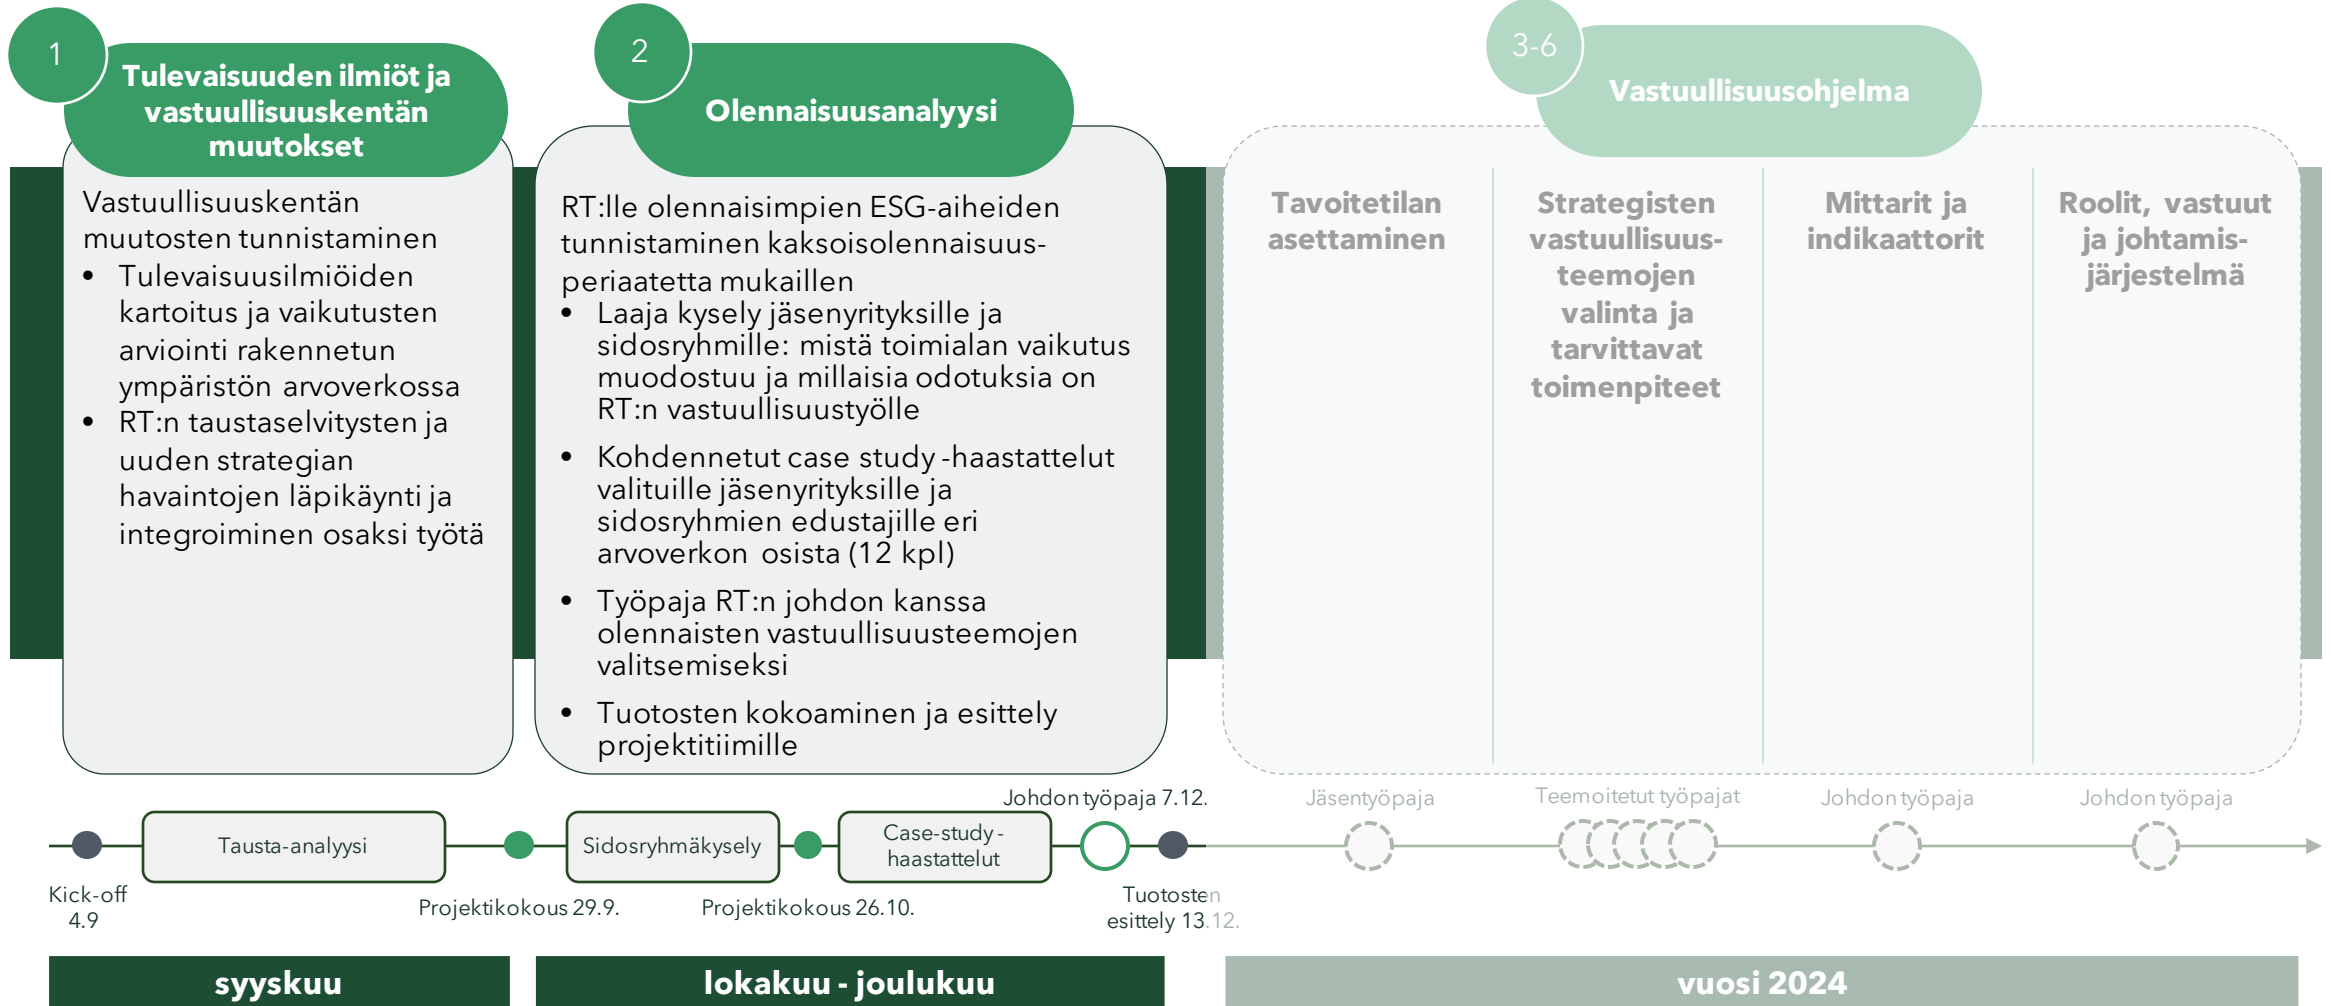 1
Tulevaisuuden ilmiöt ja
vastuullisuuskentän
muutokset
Vastuullisuuskentän
muutosten tunnistaminen
• Tulevaisuusilmiöiden
kartoitus ja vaikutusten
arviointi rakennetun
ympäristön arvoverkossa
• RT:n taustaselvitysten ja
uuden strategian
havaintojen läpikäynti ja
integroiminen osaksi työtä
2
Olennaisuusanalyysi
RT:lle olennaisimpien ESG-aiheiden
tunnistaminen kaksoisolennaisuus-
periaatetta mukaillen
• Laaja kysely jäsenyrityksille ja
sidosryhmille: mistä toimialan vaikutus
muodostuu ja millaisia odotuksia on
RT:n vastuullisuustyölle
• Kohdennetut case study -haastattelut
valituille jäsenyrityksille ja
sidosryhmien edustajille eri
arvoverkon osista (12 kpl)
• Työpaja RT:n johdon kanssa
olennaisten vastuullisuusteemojen
valitsemiseksi
• Tuotosten kokoaminen ja esittely
projektitiimille
3-6
Vastuullisuusohjelma
Tavoitetilan
asettaminen
Strategisten
vastuullisuus-
teemojen
valinta ja
tarvittavat
toimenpiteet
Mittarit ja
indikaattorit
Roolit, vastuut
ja johtamis-
järjestelmä
Kick-off
4.9
Tausta-analyysi
Projektikokous 29.9.
Sidosryhmäkysely
Projektikokous 26.10.
Case-study -
haastattelut
Johdon työpaja 7.12.
Tuotosten
esittely 13.12.
Jäsentyöpaja
Teemoitetut työpajat
Johdon työpaja
Johdon työpaja
syyskuu
lokakuu - joulukuu
vuosi 2024